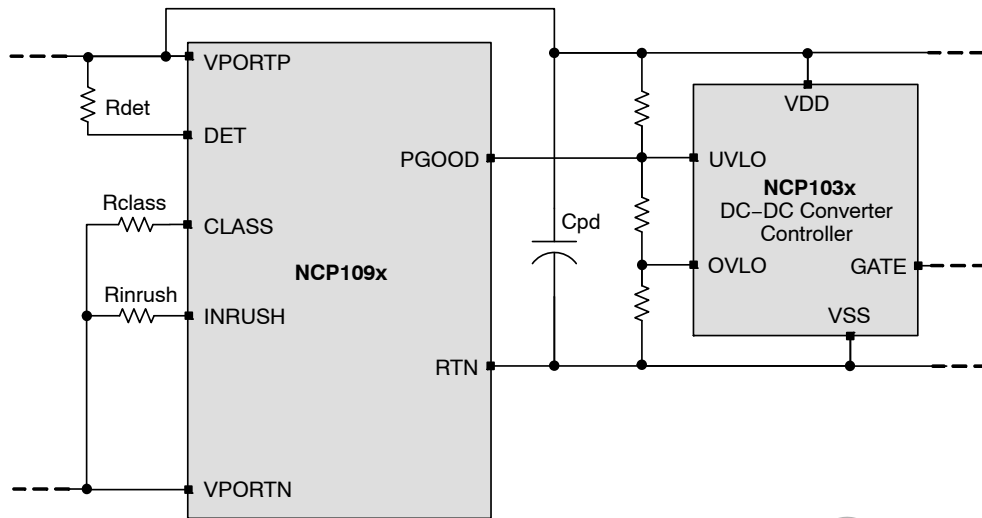 VPORTP
Rdet
DET
PGOOD
Rclass
CLASS
NCP109x
Rinrush
INRUSH
RTN
VPORTN
Cpd
VDD
UVLO
NCP103x
DC−DC Converter
Controller
OVLO
GATE
VSS